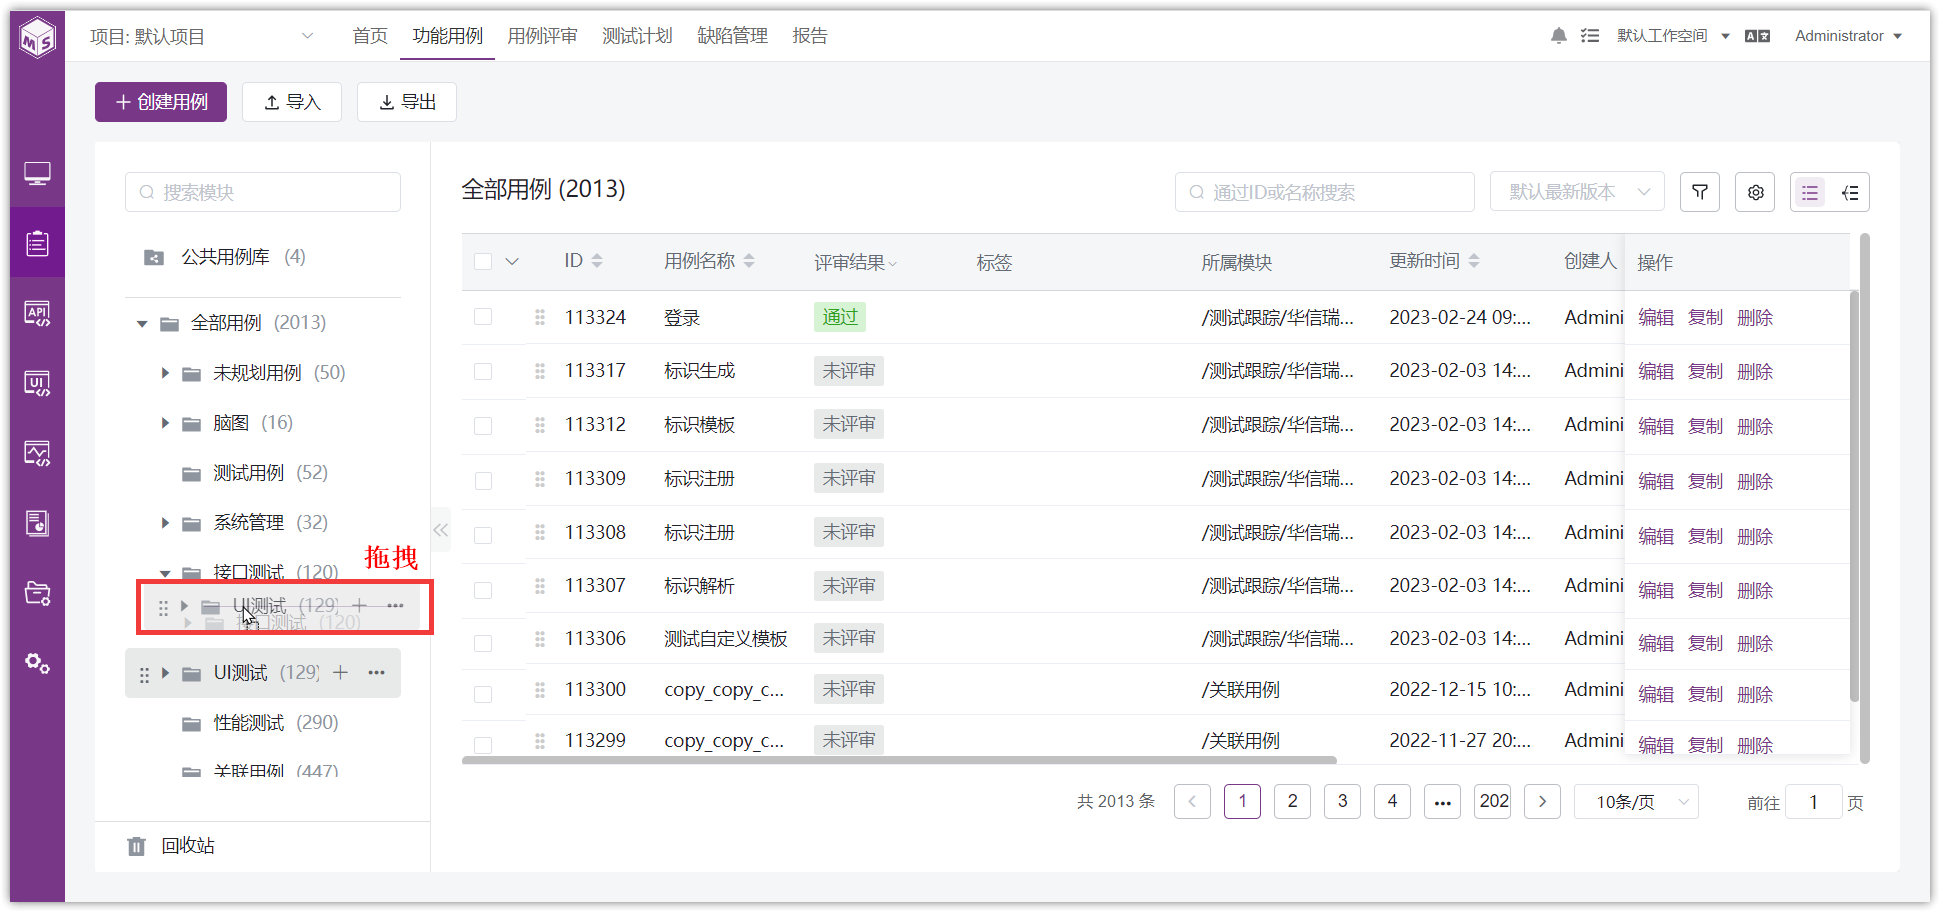 MS
项目: 默认项目
首页 功能用例 用例评审 测试计划 缺陷管理 报告
默认工作空间
Administrator
创建用例 导入 导出
搜索模块
公共用例库 (4)
全部用例 (2013)
未规划用例 (50)
脑图 (16)
测试用例 (52)
系统管理 (32)
拖拽
接口测试 (120)
UI测试 (129)
接口测试 (120)
UI测试 (129)
性能测试 (290)
关联用例 (447)
回收站
API
UI
全部用例 (2013)
通过ID或名称搜索 默认最新版本
ID 用例名称 评审结果 标签 所属模块 更新时间 创建人 操作
113324 登录 通过 /测试跟踪/华信瑞... 2023-02-24 09:... Admini 编辑 复制 删除
113317 标识生成 未评审 /测试跟踪/华信瑞... 2023-02-03 14:... Admini 编辑 复制 删除
113312 标识模板 未评审 /测试跟踪/华信瑞... 2023-02-03 14:... Admini 编辑 复制 删除
113309 标识注册 未评审 /测试跟踪/华信瑞... 2023-02-03 14:... Admini 编辑 复制 删除
113308 标识注册 未评审 /测试跟踪/华信瑞... 2023-02-03 14:... Admini 编辑 复制 删除
113307 标识解析 未评审 /测试跟踪/华信瑞... 2023-02-03 14:... Admini 编辑 复制 删除
113306 测试自定义模板 未评审 /测试跟踪/华信瑞... 2023-02-03 14:... Admini 编辑 复制 删除
113300 copy_copy_c... 未评审 /关联用例 2022-12-15 10:... Admini 编辑 复制 删除
113299 copy_copy_c... 未评审 /关联用例 2022-11-27 20:... Admini 编辑 复制 删除
共 2013 条 1 2 3 4 ... 202 10条/页 前往 1 页